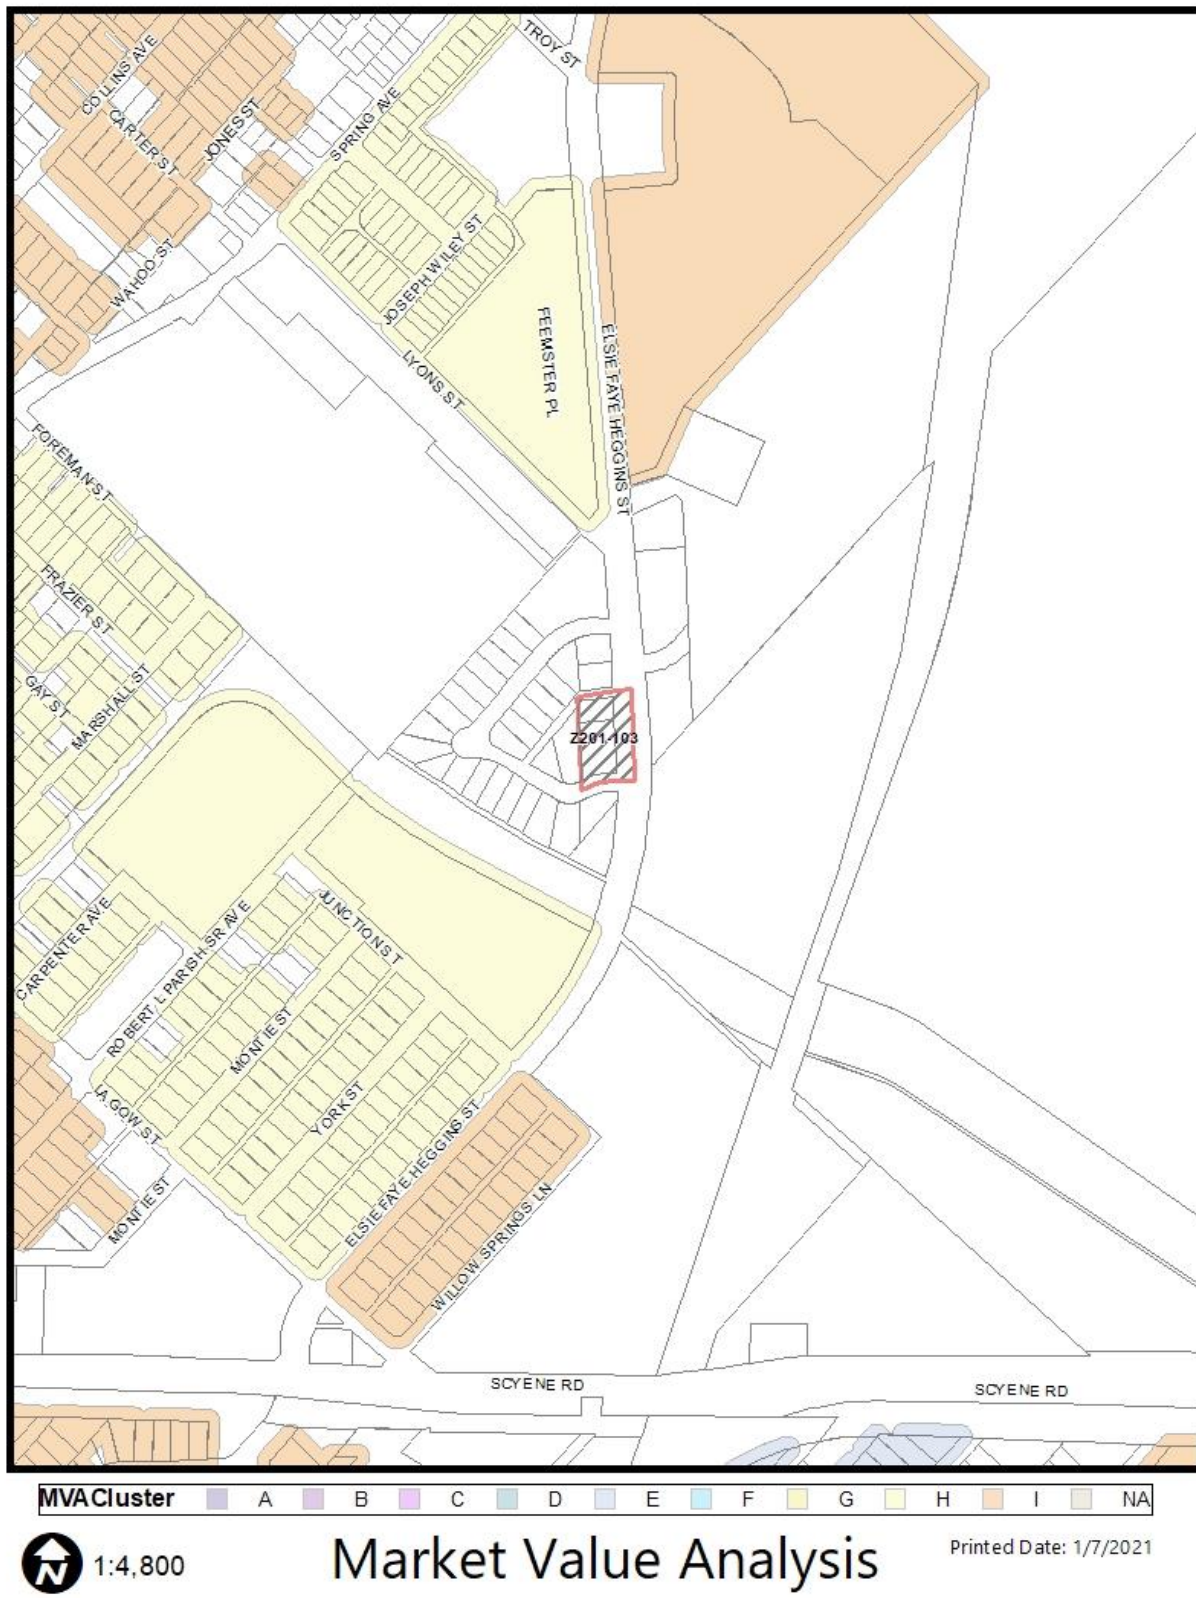 TROY ST
COLLINS AVE
CARTER ST
JONES ST
SPRING AVE
WAHOO ST
JOSEPH WILEY ST
LYONS ST
FEEMSTER PL
ELSIE FAYE HEGGINS ST
FOREMAN ST
FRAZIER ST
GAY ST
MARSHALL ST
Z201-103
CARPENTER AVE
ROBERT L PARISH SR AVE
JUNCTION ST
MONTIE ST
YORK ST
LAGOW ST
MONTIE ST
ELSIE FAYE HEGGINS ST
WILLOW SPRINGS LN
SCYENE RD
SCYENE RD
MVACluster A B C D E F G H I NA
N 1:4,800 Market Value Analysis Printed Date: 1/7/2021